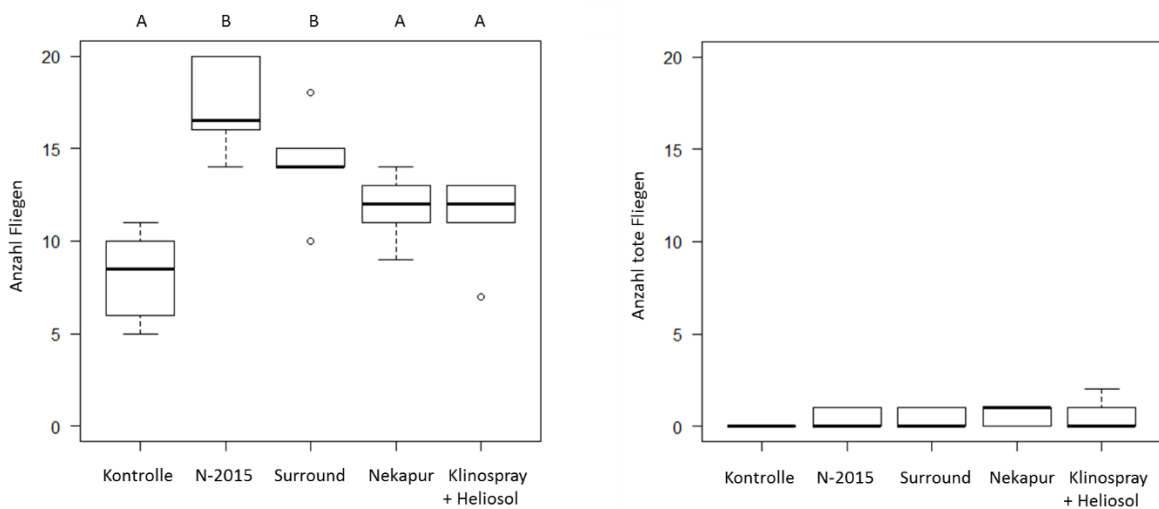 A B B A A
Anzahl Fliegen
20
15
10
5
0
Kontrolle N-2015 Surround Nekapur Klinospray
+ Heliosol
Anzahl tote Fliegen
20
15
10
5
0
Kontrolle N-2015 Surround Nekapur Klinospray
+ Heliosol